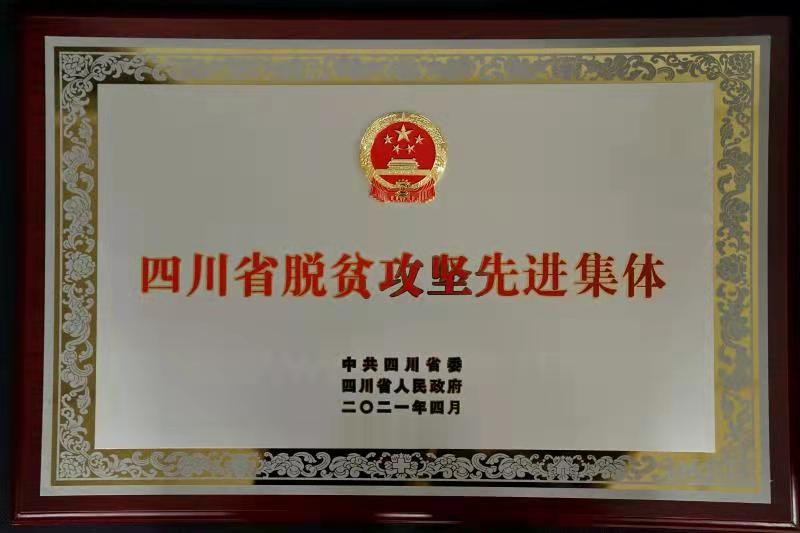 四川省脱贫攻坚先进集体
中共四川省委
四川省人民政府
二〇二一年四月